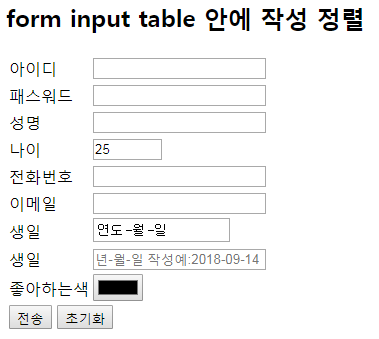 form input table 안에 작성 정렬
아이디
패스워드
성명
나이 25
전화번호
이메일
생일 연도-월-일
생일 년-월-일 작성예:2018-09-14
좋아하는색
전송 초기화